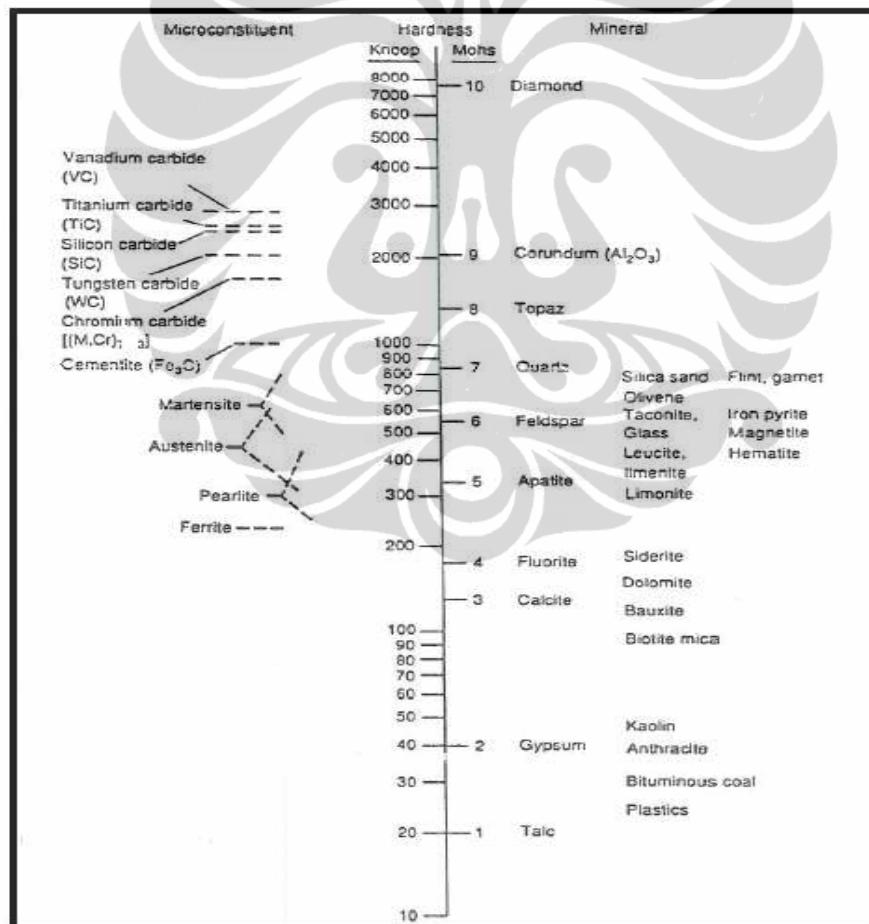 Microconstituent Hardness Mineral
Knoop Mohs
8000 10 Diamond
7000
6000
5000
Vanadium carbide 4000
(VC)
Titanium carbide 3000
(TiC)
Silicon carbide 2000 9 Corundum (Al₂O₃)
(SiC)
Tungsten carbide
(WC) 8 Topaz
Chromium carbide
[(M,Cr)₇ ₃] 1000
Cementite (Fe₃C) 900 7 Quartz
800 Silica sand Flint, garnet
700 Olivene
Martensite 600 6 Feldspar Taconite, Iron pyrite
500 Glass Magnetite
Austenite 400 Leucite, Hematite
5 Apatite Ilmenite
Pearlite 300 Limonite
Ferrite
200
4 Fluorite Siderite
Dolomite
3 Calcite Bauxite
100 Biotite mica
90
80
70
60
50 Kaolin
40 2 Gypsum Anthracite
30 Bituminous coal
Plastics
20 1 Talc
10